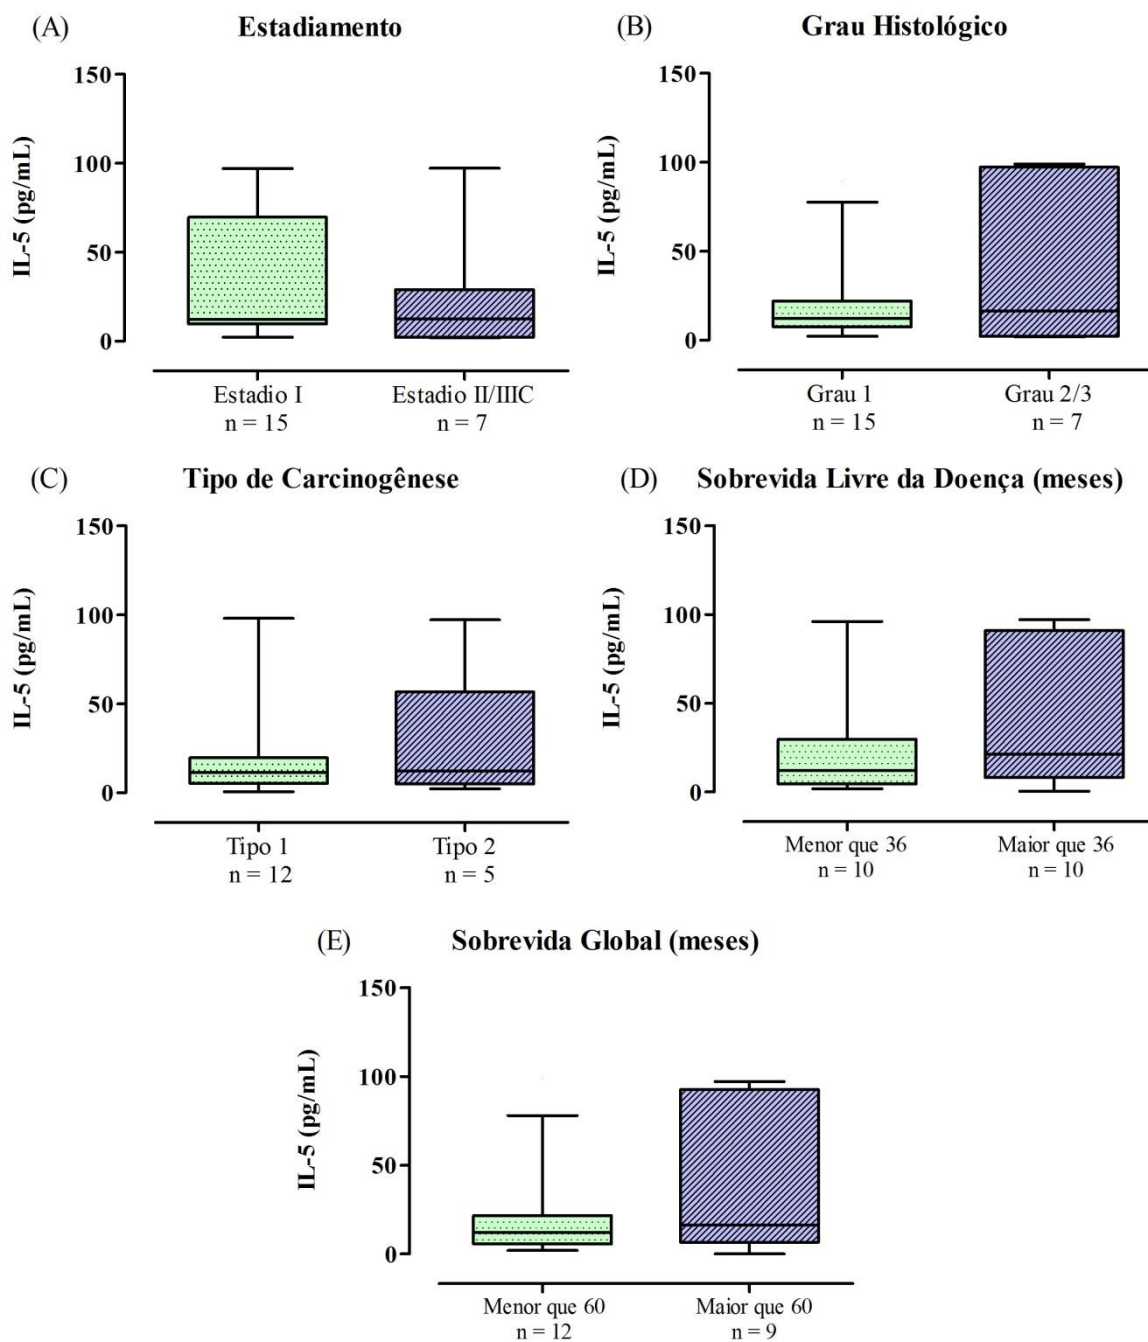 (A) Estadiamento
150
100
50
0
IL-5 (pg/mL)
Estadio I
n = 15
Estadio II/IIIC
n = 7
(B) Grau Histológico
150
100
50
0
IL-5 (pg/mL)
Grau 1
n = 15
Grau 2/3
n = 7
(C) Tipo de Carcinogênese
150
100
50
0
IL-5 (pg/mL)
Tipo 1
n = 12
Tipo 2
n = 5
(D) Sobrevida Livre da Doença (meses)
150
100
50
0
IL-5 (pg/mL)
Menor que 36
n = 10
Maior que 36
n = 10
(E) Sobrevida Global (meses)
150
100
50
0
IL-5 (pg/mL)
Menor que 60
n = 12
Maior que 60
n = 9